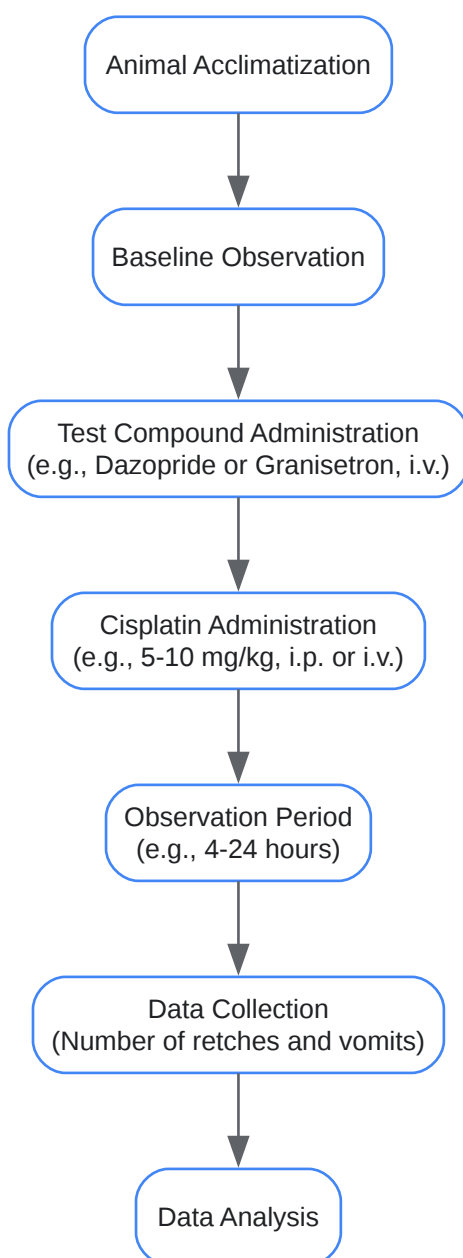 Animal Acclimatization
Baseline Observation
Test Compound Administration
(e.g., Dazopride or Granisetron, i.v.)
Cisplatin Administration
(e.g., 5-10 mg/kg, i.p. or i.v.)
Observation Period
(e.g., 4-24 hours)
Data Collection
(Number of retches and vomits)
Data Analysis